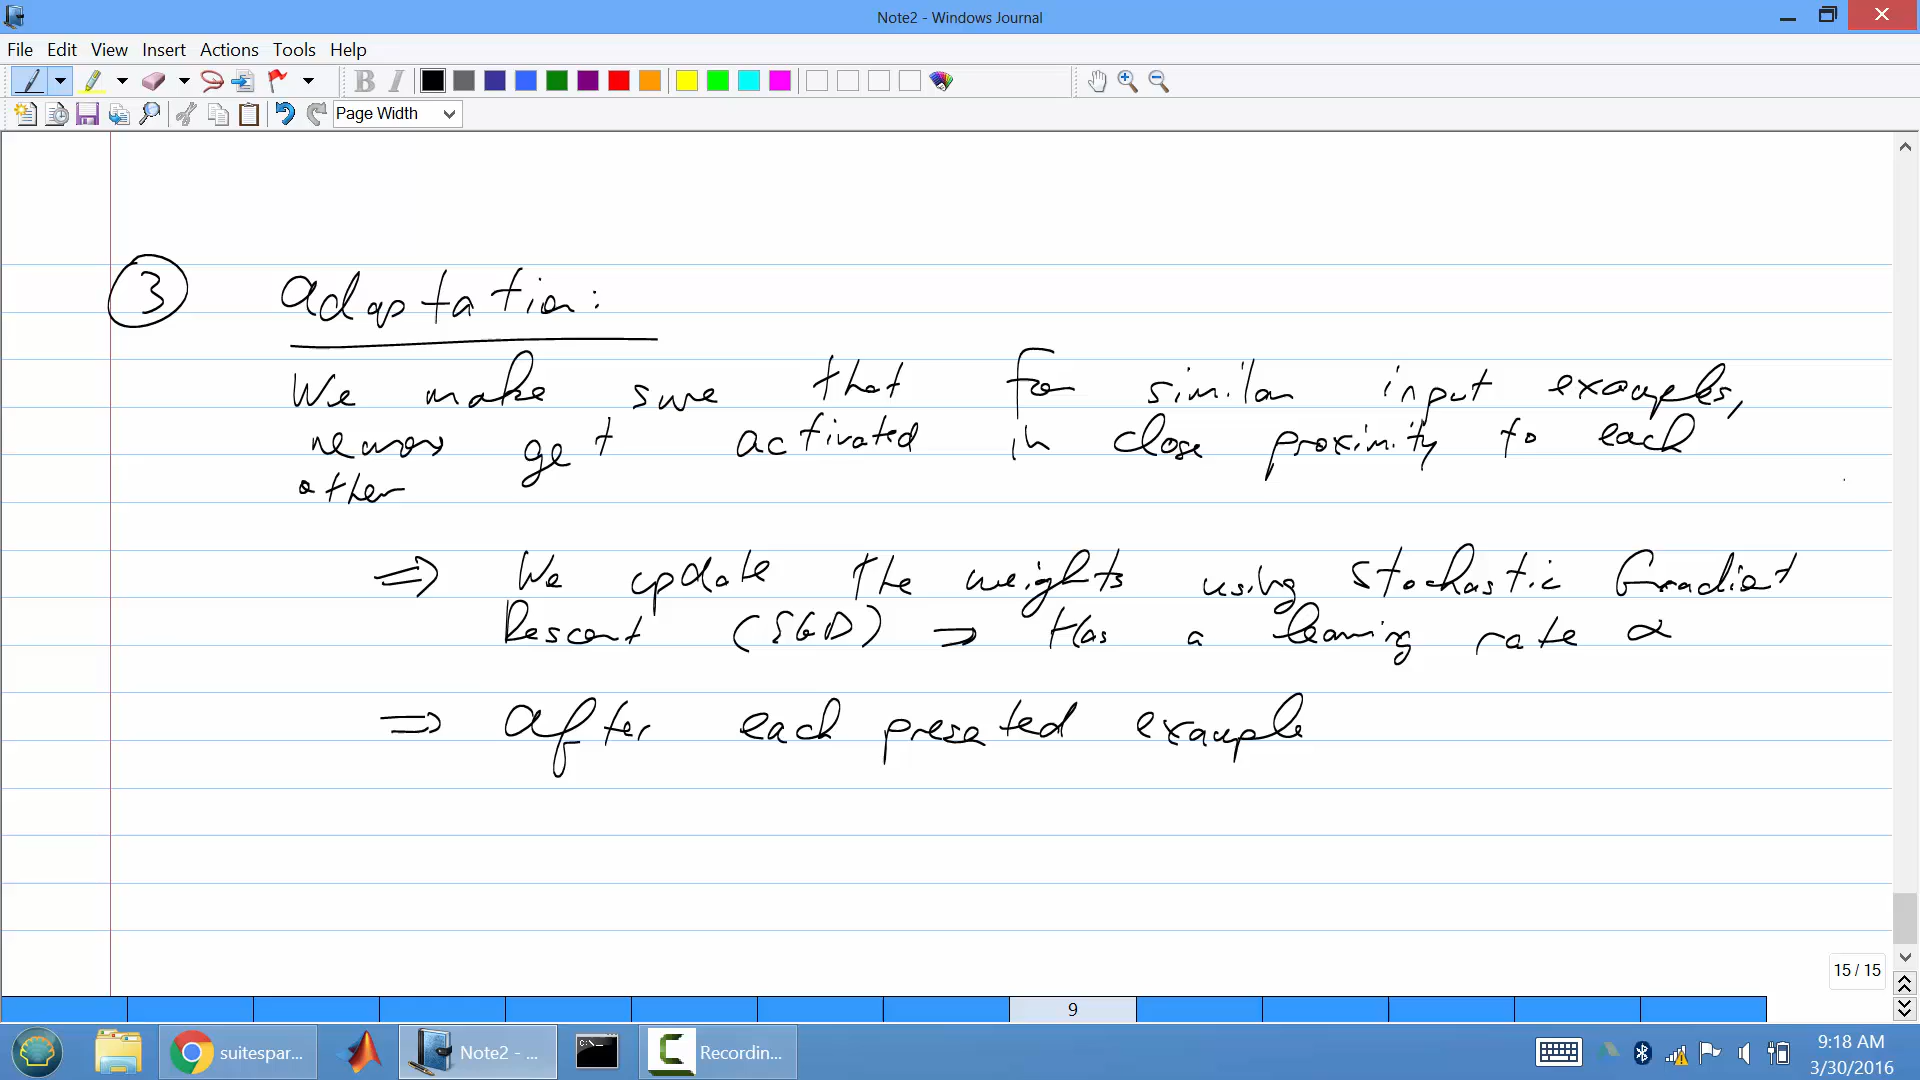 Note2 - Windows Journal
File Edit View Insert Actions Tools Help
B I
Page Width
3 Adaptation:
We make sure that for similar input examples,
neurons get activated in close proximity to each
other
⇒ We update the weights using Stochastic Gradient
Descent (SGD) ⇒ Has a learning rate α
⇒ After each presented example
15 / 15
9
suitespar... Note2 - ... C:\_ C Recordin... 9:18 AM
3/30/2016